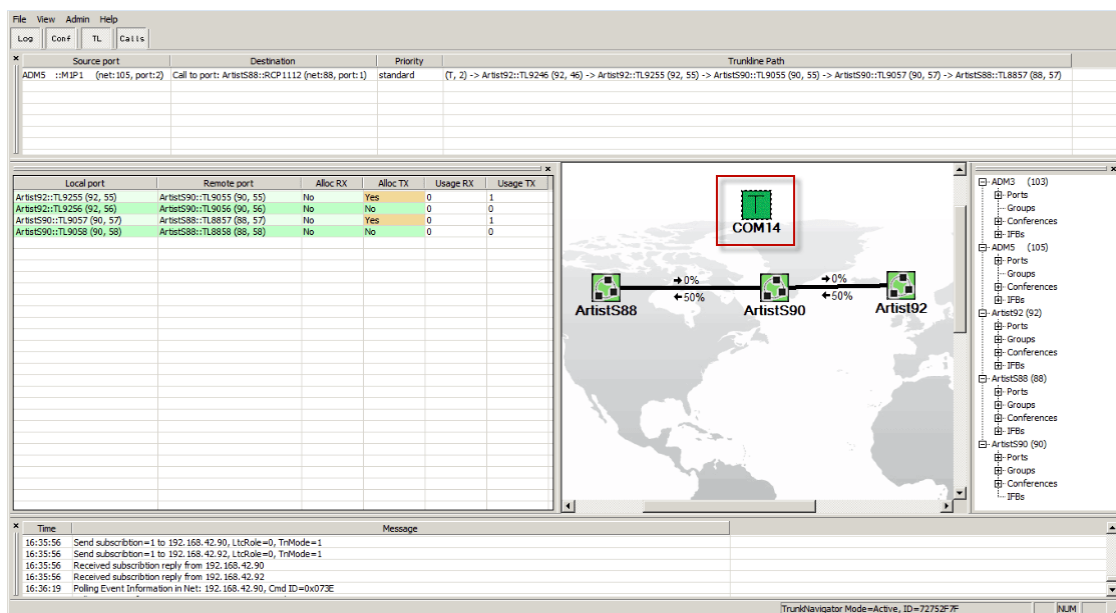 File View Admin Help
Log Conf TL Calls
Source port Destination Priority Trunkline Path
ADM5 ::M1P1 (net:105, port:2) Call to port: ArtistS88::RCP1112 (net:88, port:1) standard (T, 2) -> Artist92::TL9246 (92, 46) -> Artist92::TL9255 (92, 55) -> ArtistS90::TL9055 (90, 55) -> ArtistS90::TL9057 (90, 57) -> ArtistS88::TL8857 (88, 57)
Local port Remote port Alloc RX Alloc TX Usage RX Usage TX
Artist92::TL9255 (92, 55) ArtistS90::TL9055 (90, 55) No Yes 0 1
Artist92::TL9256 (92, 56) ArtistS90::TL9056 (90, 56) No No 0 0
ArtistS90::TL9057 (90, 57) ArtistS88::TL8857 (88, 57) No Yes 0 1
ArtistS90::TL9058 (90, 58) ArtistS88::TL8858 (88, 58) No No 0 0
T
COM14
→0%
←50%
→0%
←50%
ArtistS88
ArtistS90
Artist92
ADM3 (103)
Ports
Groups
Conferences
IFBs
ADM5 (105)
Ports
Groups
Conferences
IFBs
Artist92 (92)
Ports
Groups
Conferences
IFBs
ArtistS88 (88)
Ports
Groups
Conferences
IFBs
ArtistS90 (90)
Ports
Groups
Conferences
IFBs
Time Message
16:35:56 Send subscribtion=1 to 192.168.42.90, LtcRole=0, TnMode=1
16:35:56 Send subscribtion=1 to 192.168.42.92, LtcRole=0, TnMode=1
16:35:56 Received subscribtion reply from 192.168.42.90
16:35:56 Received subscribtion reply from 192.168.42.92
16:36:19 Polling Event Information in Net: 192.168.42.90, Cmd ID=0x073E
TrunkNavigator Mode=Active, ID=72752F7F NUM